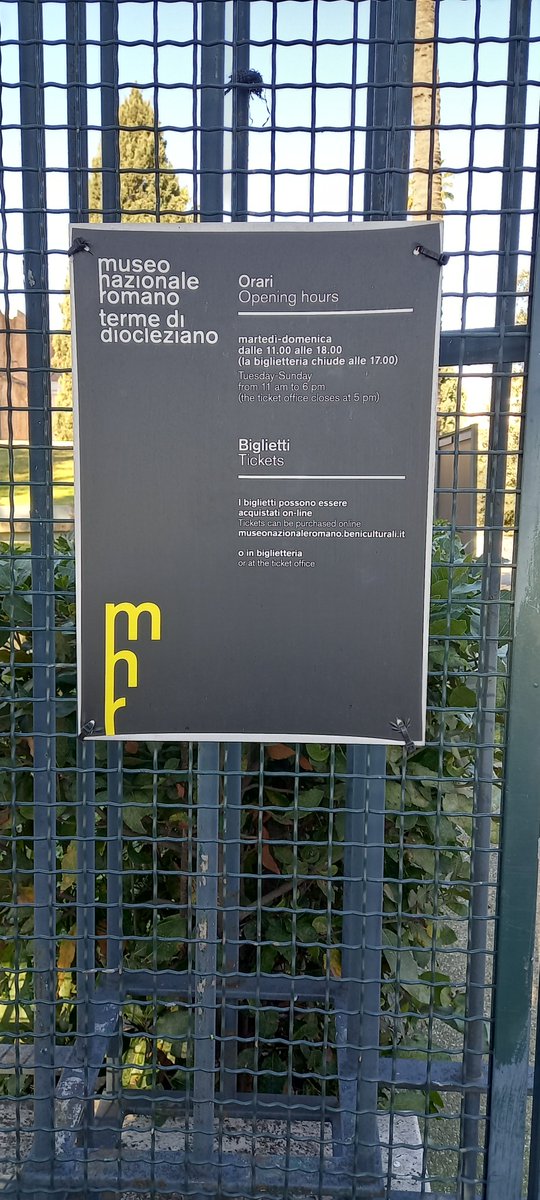 museo
nazionale
romano
terme di
diocleziano
Orari
Opening hours
martedì-domenica
dalle 11.00 alle 18.00
(la biglietteria chiude alle 17.00)
Tuesday-Sunday
from 11 am to 6 pm
(the ticket office closes at 5 pm)
Biglietti
Tickets
I biglietti possono essere
acquistati on-line
Tickets can be purchased online
museonazionaleromano.beniculturali.it
o in biglietteria
or at the ticket office
m
n
r